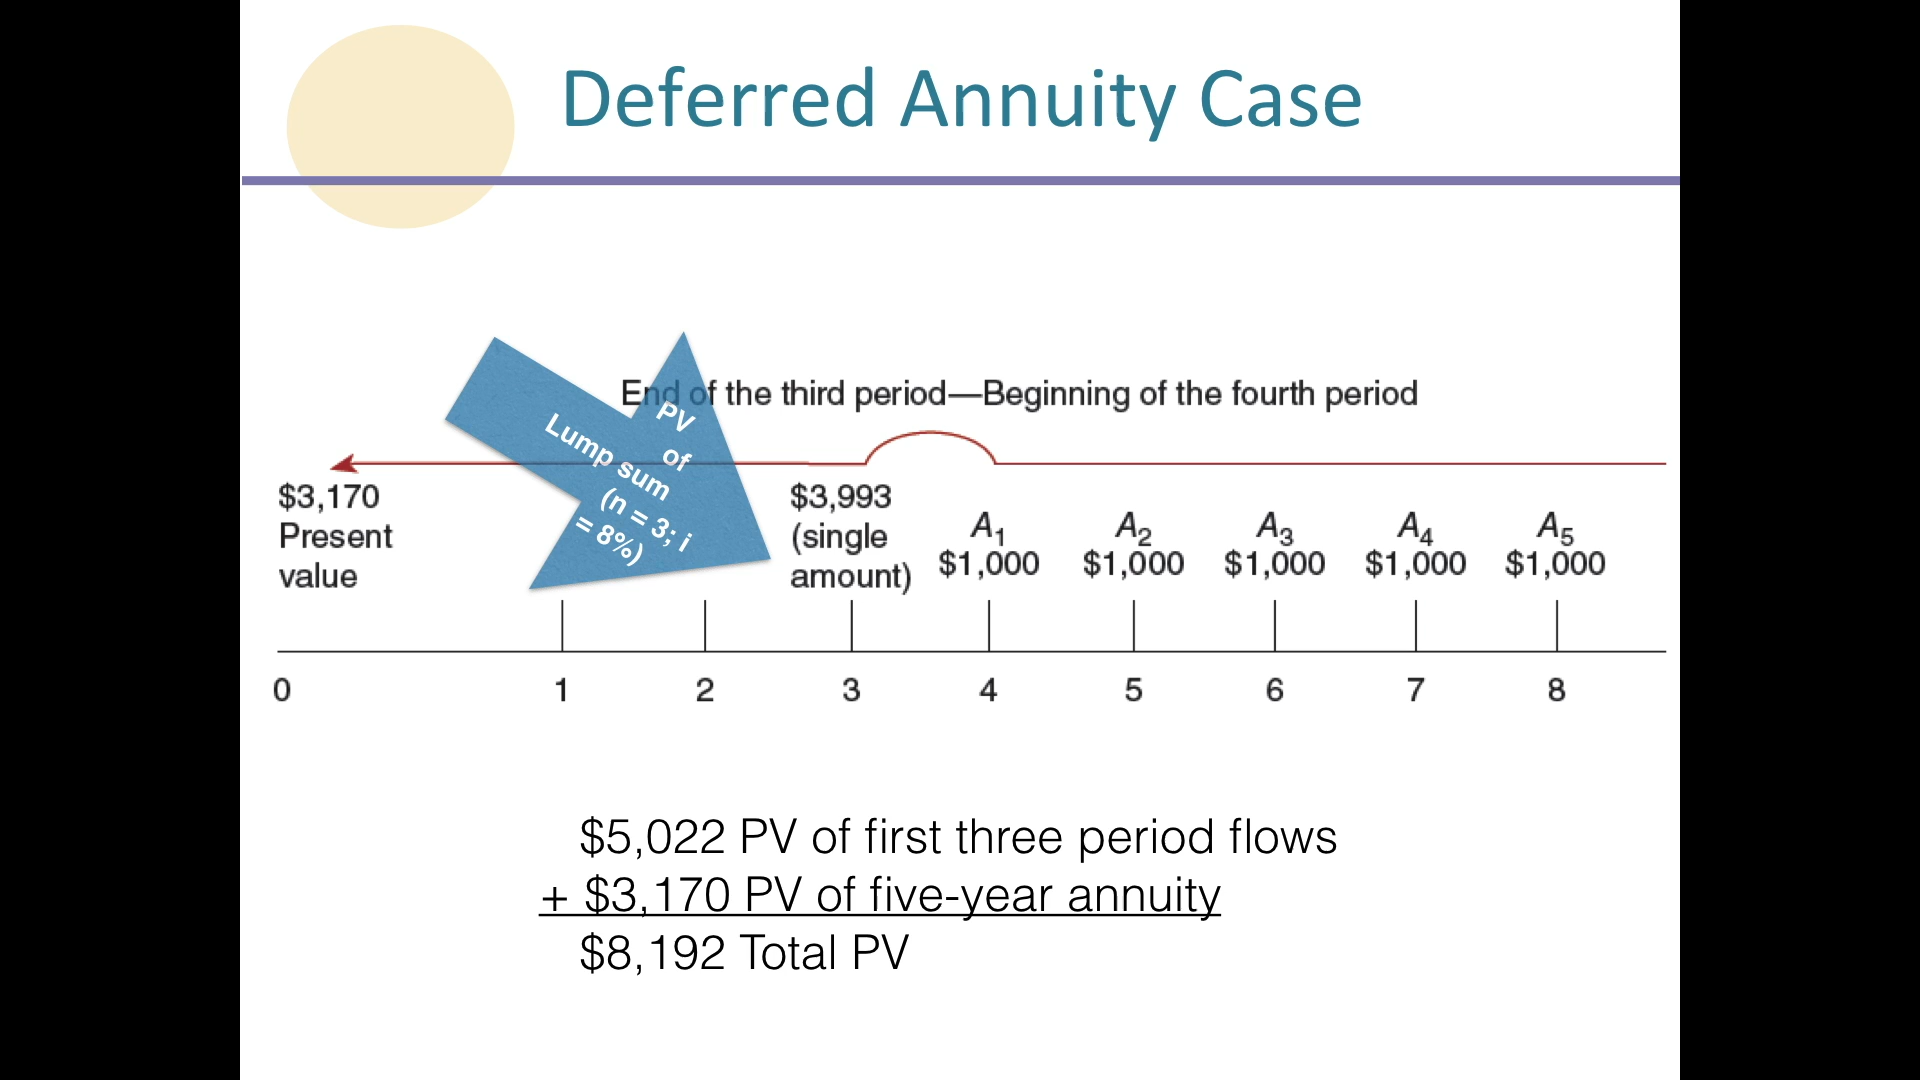 Deferred Annuity Case
End of the third period—Beginning of the fourth period
PV
of
Lump sum
(n = 3; i
= 8%)
$3,170
Present
value
$3,993
(single
amount)
A1
$1,000
A2
$1,000
A3
$1,000
A4
$1,000
A5
$1,000
0 1 2 3 4 5 6 7 8
$5,022 PV of first three period flows
+ $3,170 PV of five-year annuity
$8,192 Total PV